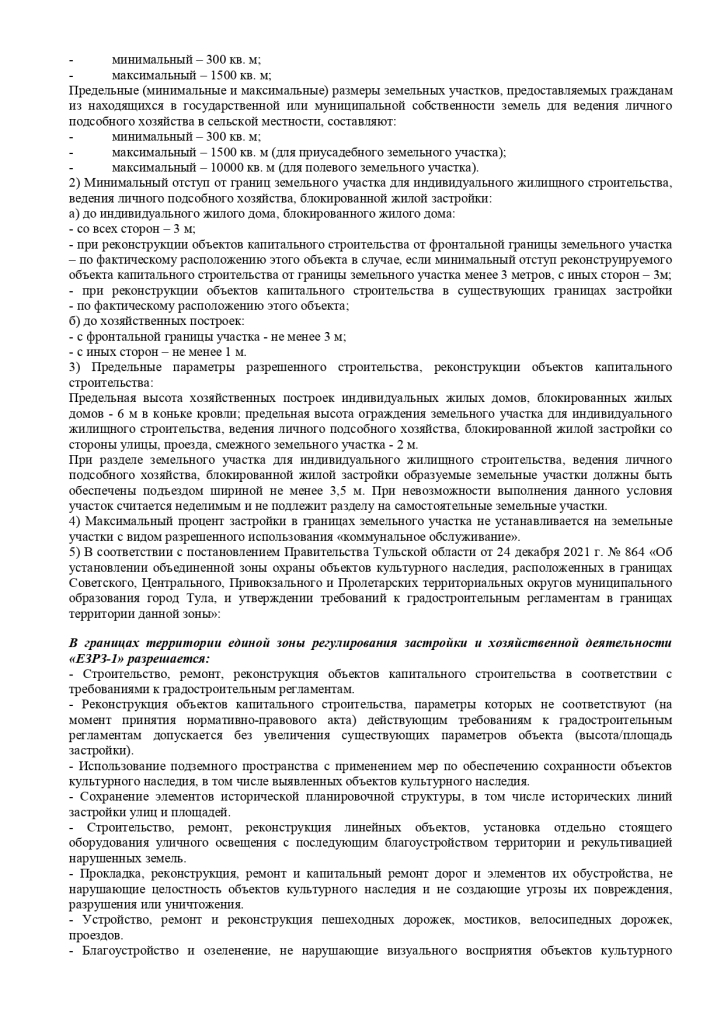 - минимальный – 300 кв. м;
- максимальный – 1500 кв. м;
Предельные (минимальные и максимальные) размеры земельных участков, предоставляемых гражданам
из находящихся в государственной или муниципальной собственности земель для ведения личного
подсобного хозяйства в сельской местности, составляют:
- минимальный – 300 кв. м;
- максимальный – 1500 кв. м (для приусадебного земельного участка);
- максимальный – 10000 кв. м (для полевого земельного участка).
2) Минимальный отступ от границ земельного участка для индивидуального жилищного строительства,
ведения личного подсобного хозяйства, блокированной жилой застройки:
а) до индивидуального жилого дома, блокированного жилого дома:
- со всех сторон – 3 м;
- при реконструкции объектов капитального строительства от фронтальной границы земельного участка
– по фактическому расположению этого объекта в случае, если минимальный отступ реконструируемого
объекта капитального строительства от границы земельного участка менее 3 метров, с иных сторон – 3м;
- при реконструкции объектов капитального строительства в существующих границах застройки
- по фактическому расположению этого объекта;
б) до хозяйственных построек:
- с фронтальной границы участка - не менее 3 м;
- с иных сторон – не менее 1 м.
3) Предельные параметры разрешенного строительства, реконструкции объектов капитального
строительства:
Предельная высота хозяйственных построек индивидуальных жилых домов, блокированных жилых
домов - 6 м в коньке кровли; предельная высота ограждения земельного участка для индивидуального
жилищного строительства, ведения личного подсобного хозяйства, блокированной жилой застройки со
стороны улицы, проезда, смежного земельного участка - 2 м.
При разделе земельного участка для индивидуального жилищного строительства, ведения личного
подсобного хозяйства, блокированной жилой застройки образуемые земельные участки должны быть
обеспечены подъездом шириной не менее 3,5 м. При невозможности выполнения данного условия
участок считается неделимым и не подлежит разделу на самостоятельные земельные участки.
4) Максимальный процент застройки в границах земельного участка не устанавливается на земельные
участки с видом разрешенного использования «коммунальное обслуживание».
5) В соответствии с постановлением Правительства Тульской области от 24 декабря 2021 г. № 864 «Об
установлении объединенной зоны охраны объектов культурного наследия, расположенных в границах
Советского, Центрального, Привокзального и Пролетарских территориальных округов муниципального
образования город Тула, и утверждении требований к градостроительным регламентам в границах
территории данной зоны»:
В границах территории единой зоны регулирования застройки и хозяйственной деятельности
«ЕЗРЗ-1» разрешается:
- Строительство, ремонт, реконструкция объектов капитального строительства в соответствии с
требованиями к градостроительным регламентам.
- Реконструкция объектов капитального строительства, параметры которых не соответствуют (на
момент принятия нормативно-правового акта) действующим требованиям к градостроительным
регламентам допускается без увеличения существующих параметров объекта (высота/площадь
застройки).
- Использование подземного пространства с применением мер по обеспечению сохранности объектов
культурного наследия, в том числе выявленных объектов культурного наследия.
- Сохранение элементов исторической планировочной структуры, в том числе исторических линий
застройки улиц и площадей.
- Строительство, ремонт, реконструкция линейных объектов, установка отдельно стоящего
оборудования уличного освещения с последующим благоустройством территории и рекультивацией
нарушенных земель.
- Прокладка, реконструкция, ремонт и капитальный ремонт дорог и элементов их обустройства, не
нарушающие целостность объектов культурного наследия и не создающие угрозы их повреждения,
разрушения или уничтожения.
- Устройство, ремонт и реконструкция пешеходных дорожек, мостиков, велосипедных дорожек,
проездов.
- Благоустройство и озеленение, не нарушающие визуального восприятия объектов культурного